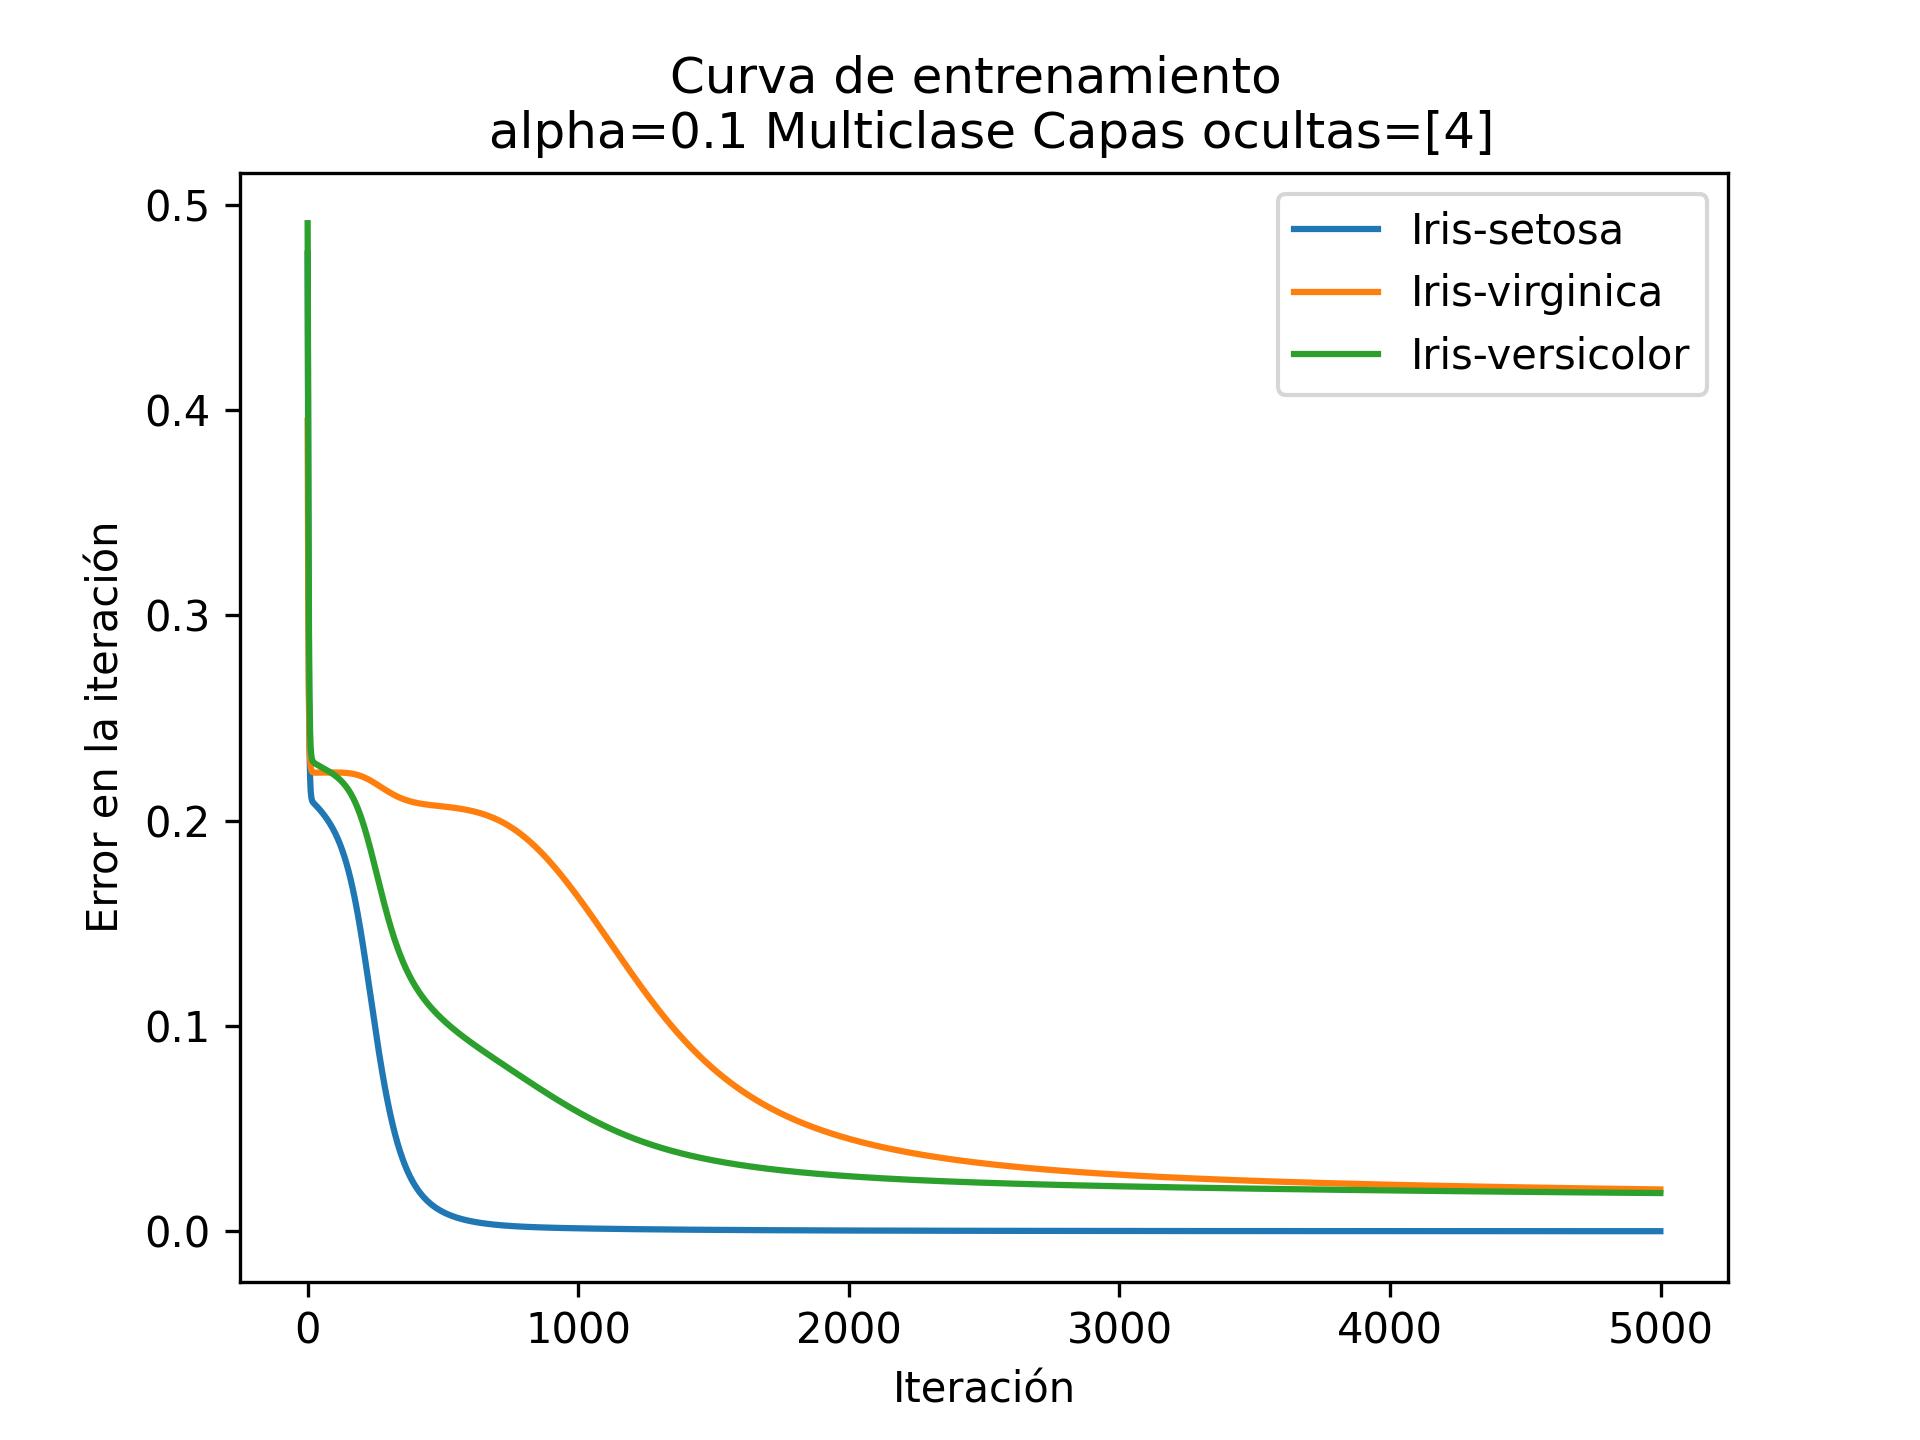 Curva de entrenamiento
alpha=0.1 Multiclase Capas ocultas=[4]
Iris-setosa
Iris-virginica
Iris-versicolor
Error en la iteración
0.5
0.4
0.3
0.2
0.1
0.0
0 1000 2000 3000 4000 5000
Iteración